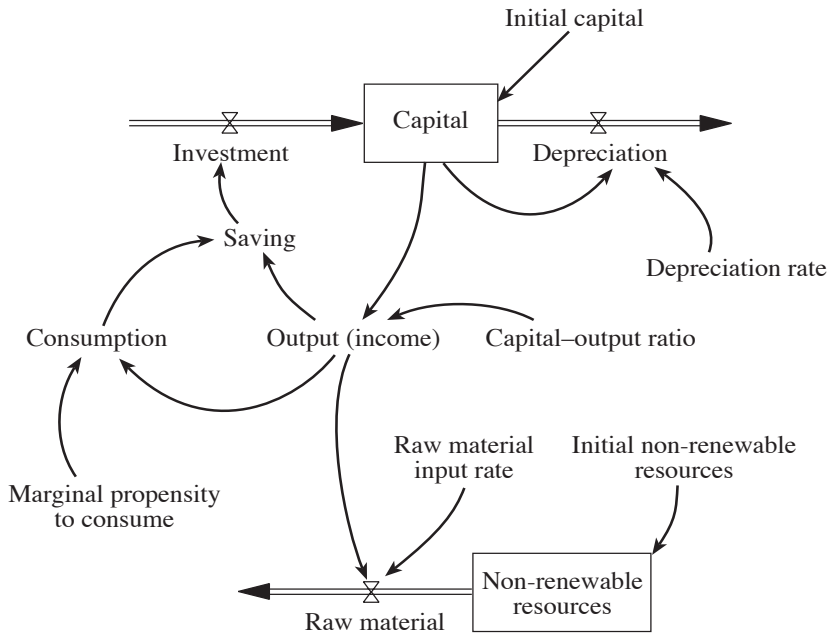 Initial capital
Capital
Investment
Depreciation
Saving
Depreciation rate
Consumption
Output (income)
Capital–output ratio
Raw material
input rate
Initial non-renewable
resources
Marginal propensity
to consume
Non-renewable
resources
Raw material